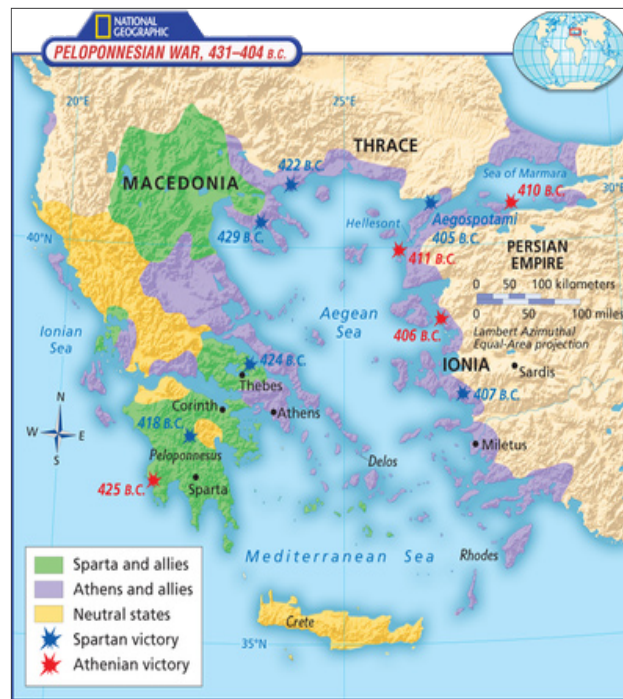 NATIONAL
GEOGRAPHIC
PELOPONNESIAN WAR, 431–404 B.C.
20°E
25°E
30°E
THRACE
422 B.C.
Sea of Marmara
410 B.C.
MACEDONIA
Aegospotami
405 B.C.
429 B.C.
Hellesont
40°N
40°N
411 B.C.
PERSIAN
EMPIRE
0 50 100 kilometers
0 50 100 miles
Lambert Azimuthal
Equal-Area projection
Aegean
Sea
Ionian
Sea
406 B.C.
424 B.C.
IONIA
Sardis
Thebes
407 B.C.
N
W E
S
Corinth
Athens
418 B.C.
Peloponnesus
Miletus
Delos
425 B.C.
Sparta
Mediterranean Sea
Rhodes
Sparta and allies
Athens and allies
Neutral states
Spartan victory
Athenian victory
Crete
35°N